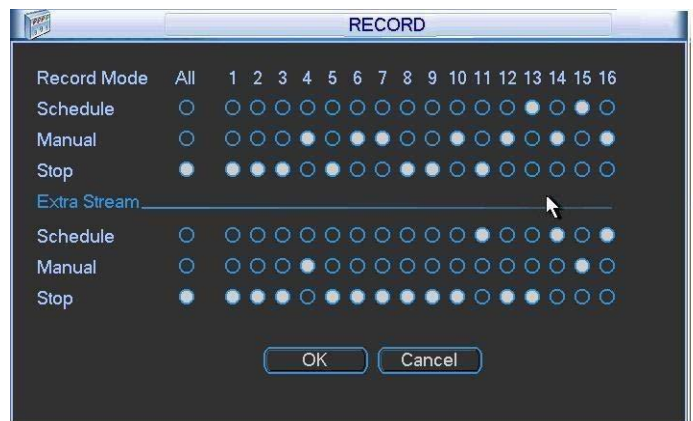 RECORD
Record Mode All 1 2 3 4 5 6 7 8 9 10 11 12 13 14 15 16
Schedule
Manual
Stop
Extra Stream
Schedule
Manual
Stop
OK Cancel